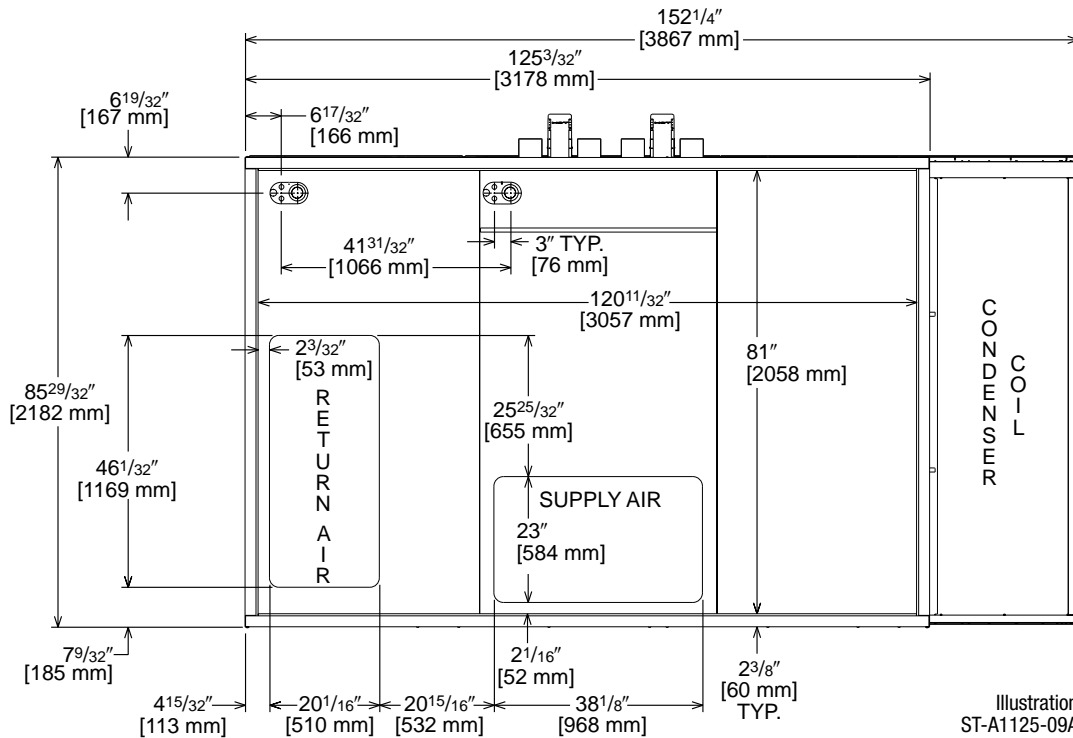 152 1/4″
[3867 mm]
125 3/32″
[3178 mm]
6 19/32″
[167 mm]
6 17/32″
[166 mm]
41 31/32″
[1066 mm]
3″ TYP.
[76 mm]
120 11/32″
[3057 mm]
2 3/32″
[53 mm]
85 29/32″
[2182 mm]
46 1/32″
[1169 mm]
RETURN AIR
25 25/32″
[655 mm]
81″
[2058 mm]
SUPPLY AIR
23″
[584 mm]
CONDENSER
COIL
7 9/32″
[185 mm]
2 1/16″
[52 mm]
2 3/8″
[60 mm]
TYP.
4 15/32″
[113 mm]
20 1/16″
[510 mm]
20 15/16″
[532 mm]
38 1/8″
[968 mm]
Illustration
ST-A1125-09A